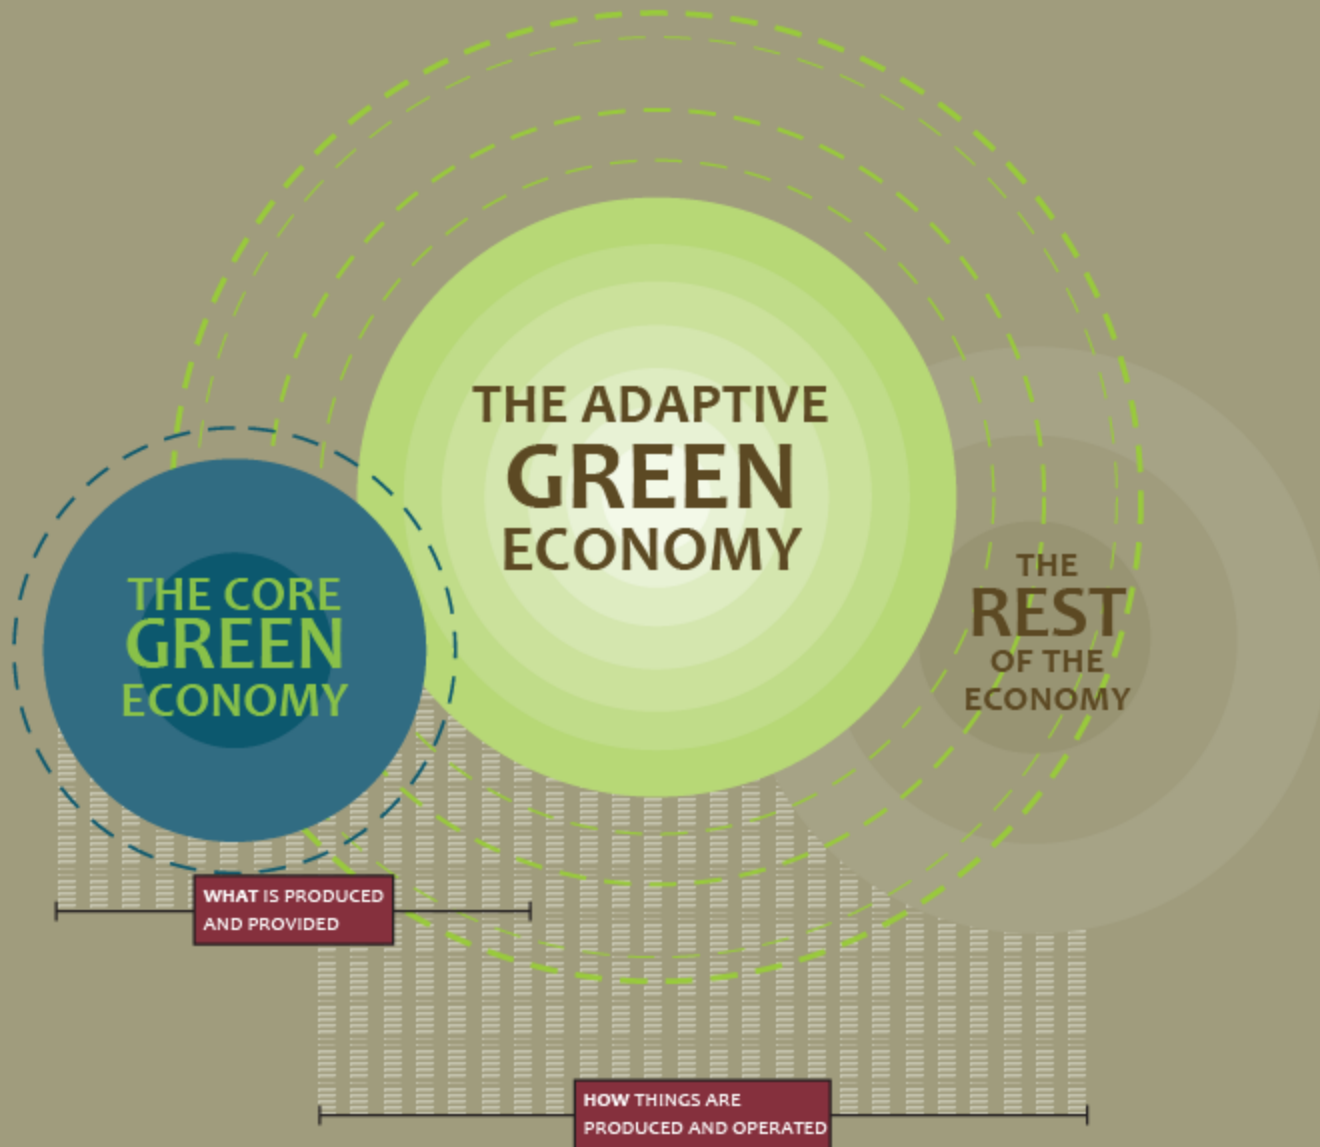 THE ADAPTIVE
GREEN
ECONOMY
THE CORE
GREEN
ECONOMY
THE
REST
OF THE
ECONOMY
WHAT IS PRODUCED
AND PROVIDED
HOW THINGS ARE
PRODUCED AND OPERATED